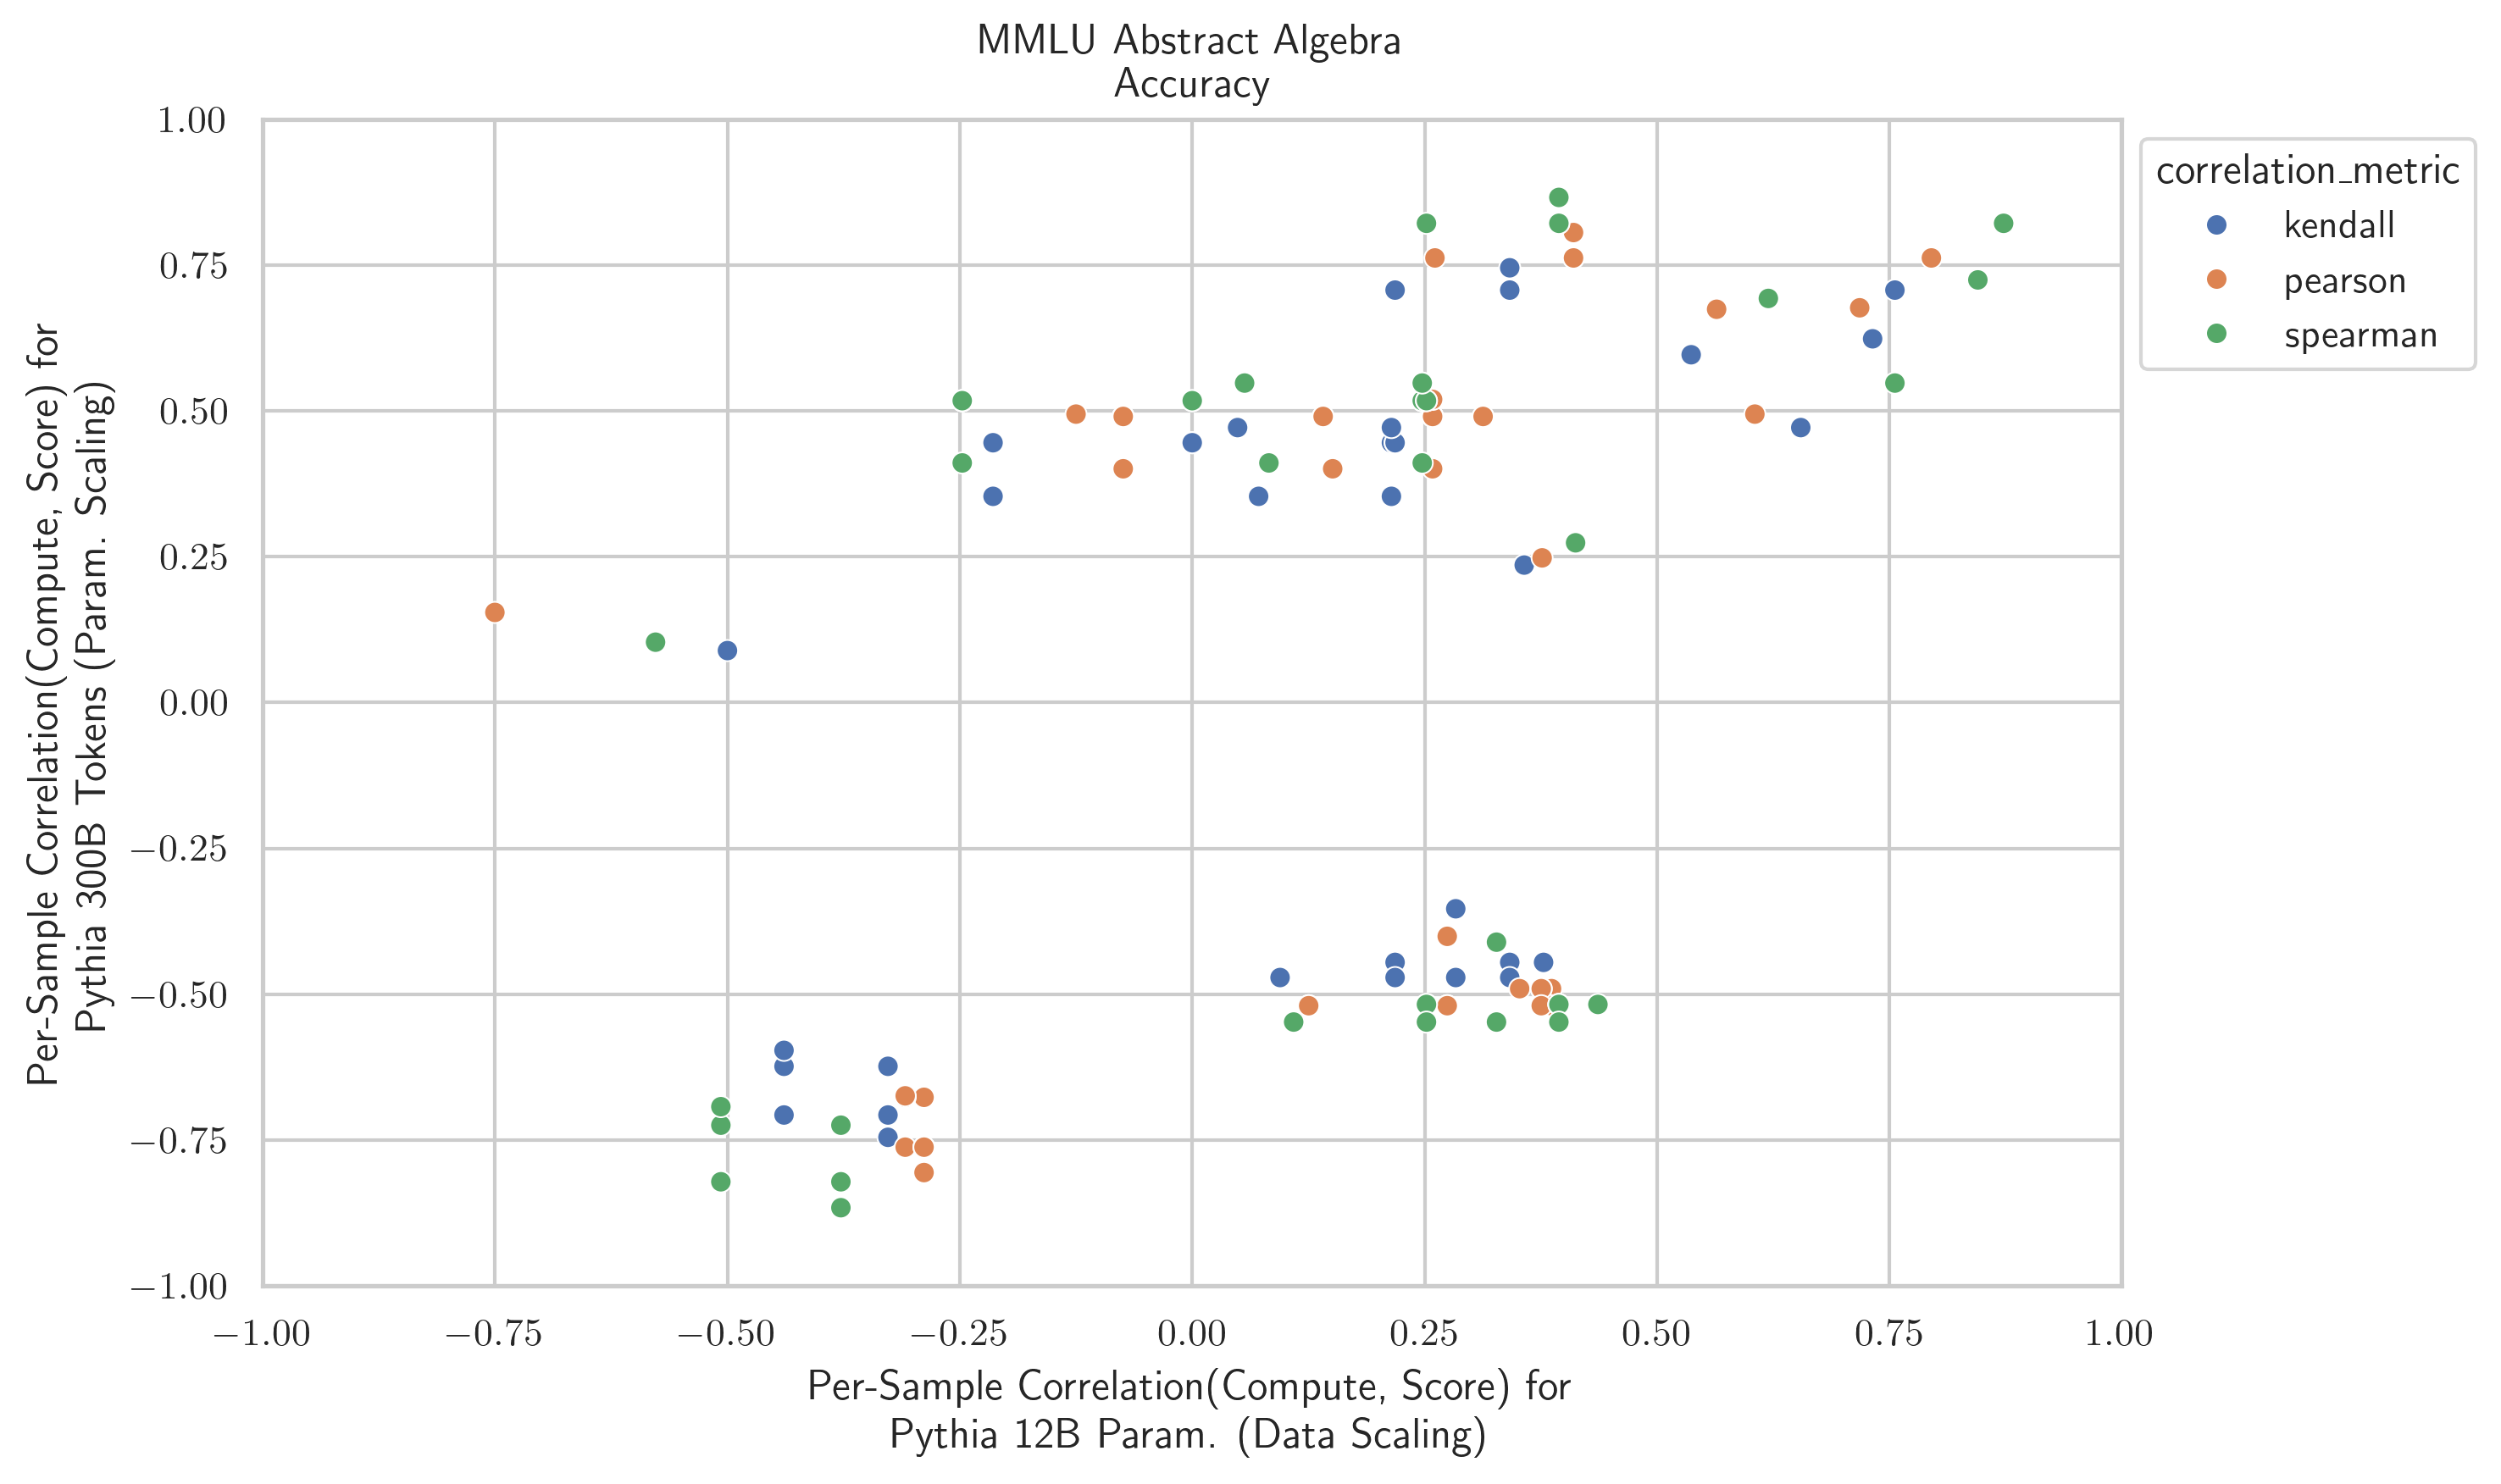 MMLU Abstract Algebra
Accuracy
Per-Sample Correlation(Compute, Score) for
Pythia 300B Tokens (Param. Scaling)
1.00
0.75
0.50
0.25
0.00
−0.25
−0.50
−0.75
−1.00
−1.00
−0.75
−0.50
−0.25
0.00
0.25
0.50
0.75
1.00
Per-Sample Correlation(Compute, Score) for
Pythia 12B Param. (Data Scaling)
correlation_metric
kendall
pearson
spearman